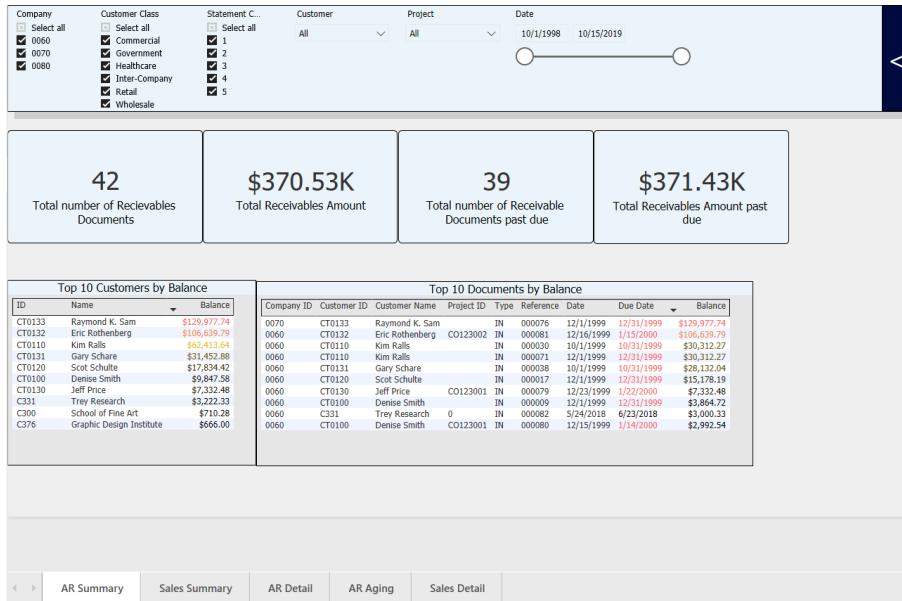 Company Customer Class Statement C... Customer Project Date
Select all Select all Select all All All 10/1/1998 10/15/2019
0060 Commercial 1
0070 Government 2
0080 Healthcare 3
Inter-Company 4
Retail 5
Wholesale
<
42 $370.53K 39 $371.43K
Total number of Recievables Total Receivables Amount Total number of Receivable Total Receivables Amount past
Documents Documents past due due
Top 10 Customers by Balance
ID Name Balance
CT0133 Raymond K. Sam $129,977.74
CT0132 Eric Rothenberg $106,639.79
CT0110 Kim Ralls $62,413.64
CT0131 Gary Schare $31,452.88
CT0120 Scot Schulte $17,834.42
CT0100 Denise Smith $9,847.58
CT0130 Jeff Price $7,332.48
C331 Trey Research $3,222.33
C300 School of Fine Art $710.28
C376 Graphic Design Institute $666.00
Top 10 Documents by Balance
Company ID Customer ID Customer Name Project ID Type Reference Date Due Date Balance
0070 CT0133 Raymond K. Sam IN 000076 12/1/1999 12/31/1999 $129,977.74
0060 CT0132 Eric Rothenberg CO123002 IN 000081 12/16/1999 1/15/2000 $106,639.79
0060 CT0110 Kim Ralls IN 000030 10/1/1999 10/31/1999 $30,312.27
0060 CT0110 Kim Ralls IN 000071 12/1/1999 12/31/1999 $30,312.27
0060 CT0131 Gary Schare IN 000038 10/1/1999 10/31/1999 $28,132.04
0060 CT0120 Scot Schulte IN 000017 12/1/1999 12/31/1999 $15,178.19
0060 CT0130 Jeff Price CO123001 IN 000079 12/23/1999 1/22/2000 $7,332.48
0060 CT0100 Denise Smith IN 000009 12/1/1999 12/31/1999 $3,864.72
0060 C331 Trey Research 0 IN 000082 5/24/2018 6/23/2018 $3,000.33
0060 CT0100 Denise Smith CO123001 IN 000080 12/15/1999 1/14/2000 $2,992.54
AR Summary Sales Summary AR Detail AR Aging Sales Detail